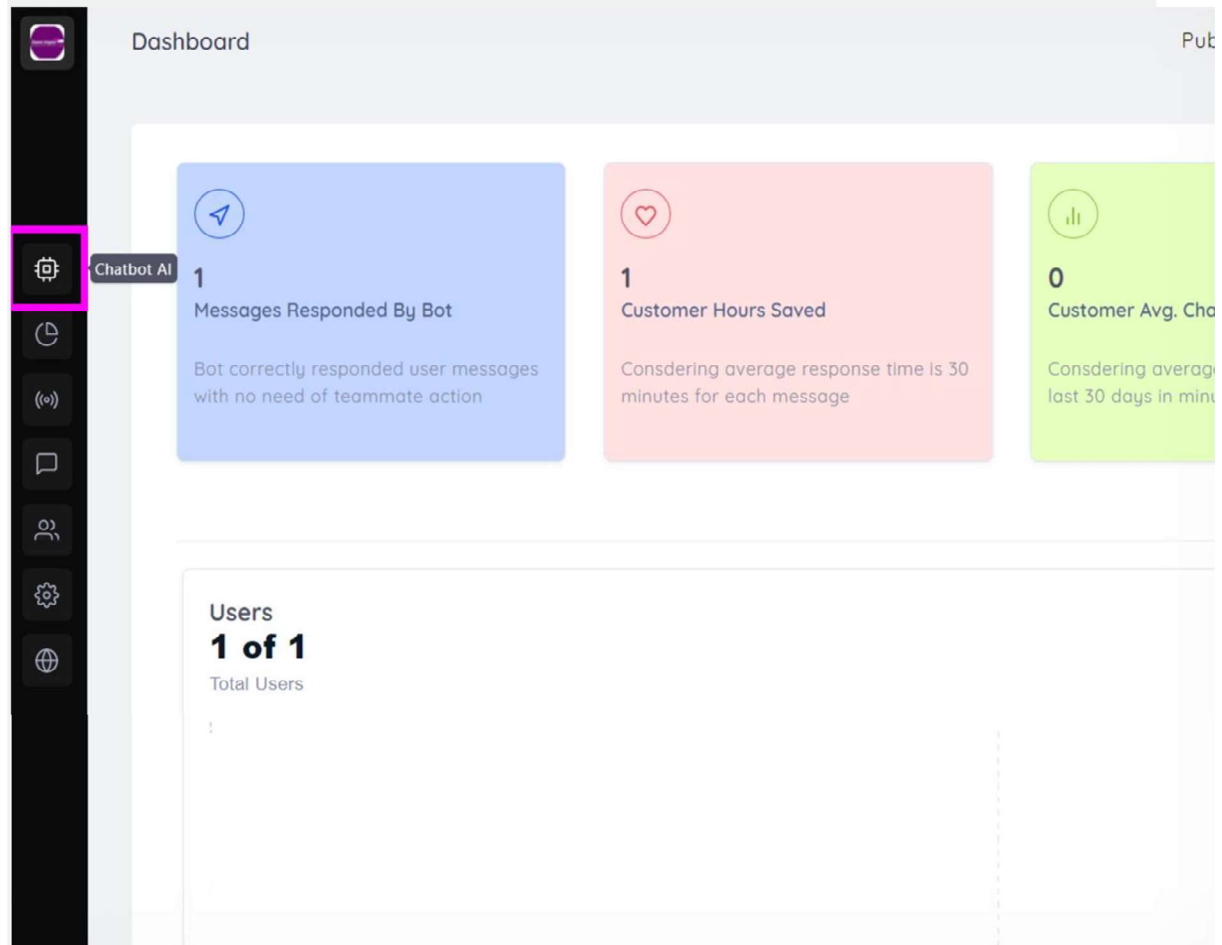 Dashboard
Chatbot AI
1
Messages Responded By Bot
Bot correctly responded user messages
with no need of teammate action
1
Customer Hours Saved
Consdering average response time is 30
minutes for each message
0
Customer Avg. Cha
Consdering averag
last 30 days in min
Users
1 of 1
Total Users